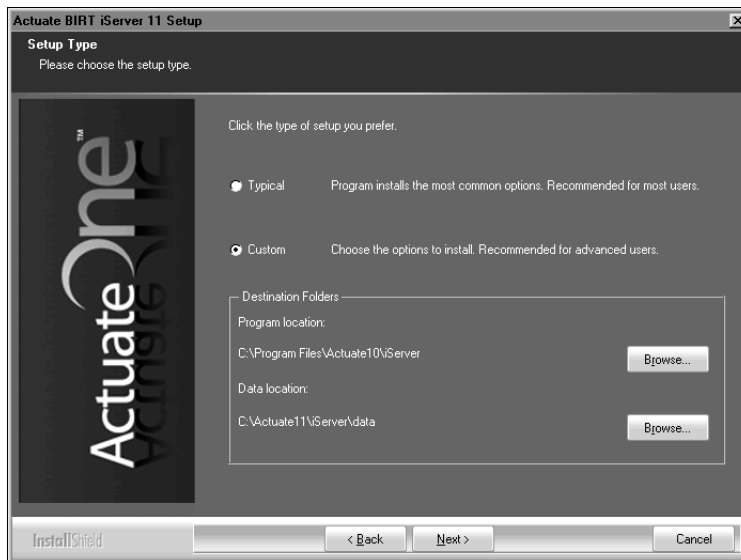 Actuate BIRT iServer 11 Setup
Setup Type
Please choose the setup type.
ActuateOne™
Click the type of setup you prefer.
Typical Program installs the most common options. Recommended for most users.
Custom Choose the options to install. Recommended for advanced users.
Destination Folders
Program location:
C:\Program Files\Actuate10\iServer
Browse...
Data location:
C:\Actuate11\iServer\data
Browse...
InstallShield
< Back
Next >
Cancel